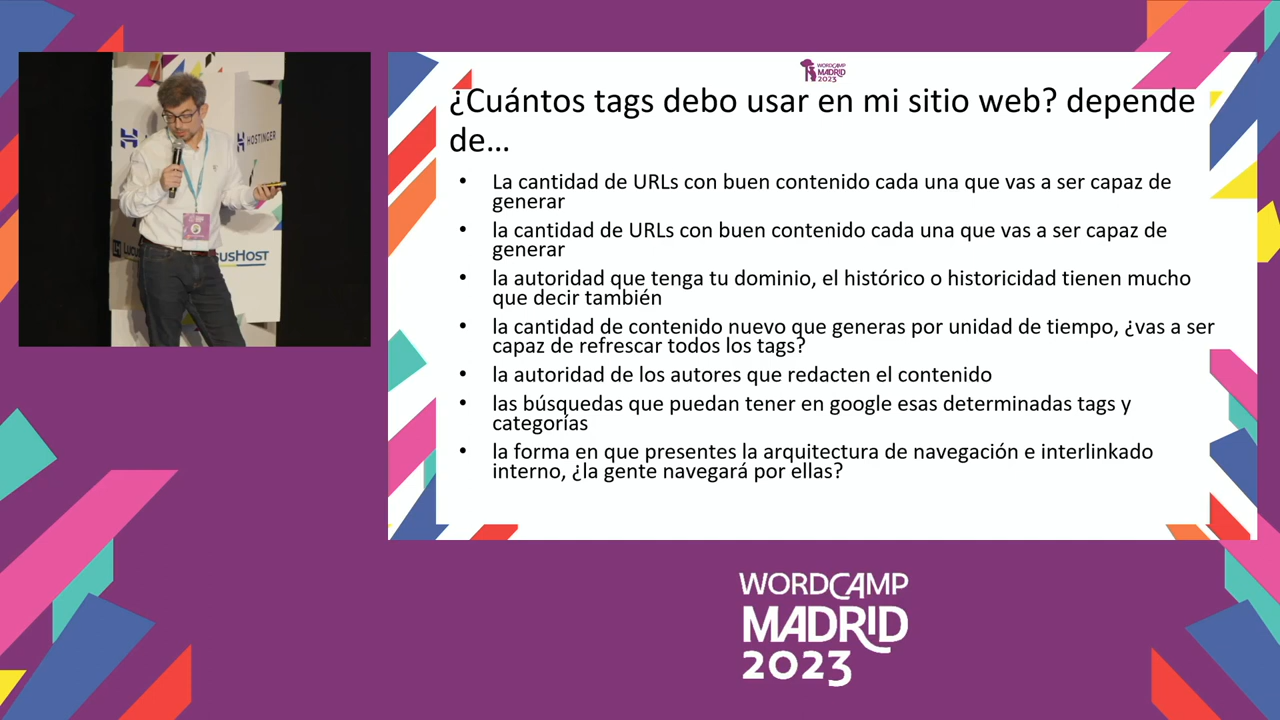 HOSTINGER
LUCUS
SUSHOST
WORDCAMP
MADRID
2023
¿Cuántos tags debo usar en mi sitio web? depende
de...
• La cantidad de URLs con buen contenido cada una que vas a ser capaz de
generar
• la cantidad de URLs con buen contenido cada una que vas a ser capaz de
generar
• la autoridad que tenga tu dominio, el histórico o historicidad tienen mucho
que decir también
• la cantidad de contenido nuevo que generas por unidad de tiempo, ¿vas a ser
capaz de refrescar todos los tags?
• la autoridad de los autores que redacten el contenido
• las búsquedas que puedan tener en google esas determinadas tags y
categorías
• la forma en que presentes la arquitectura de navegación e interlinkado
interno, ¿la gente navegará por ellas?
WORDCAMP
MADRID
2023